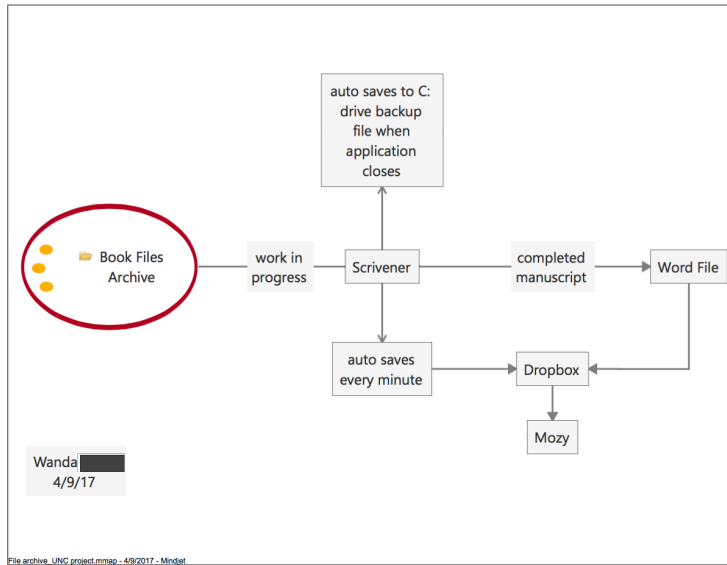 auto saves to C:
drive backup
file when
application
closes
Book Files
Archive
work in
progress
Scrivener
completed
manuscript
Word File
auto saves
every minute
Dropbox
Mozy
Wanda
4/9/17
File archive_UNC project.mmap - 4/9/2017 - Mindjet